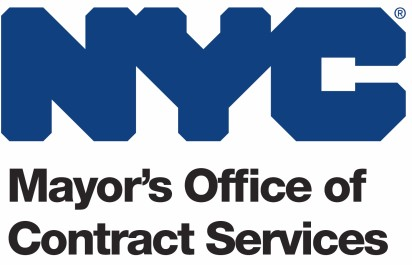 NYC®
Mayor's Office of
Contract Services